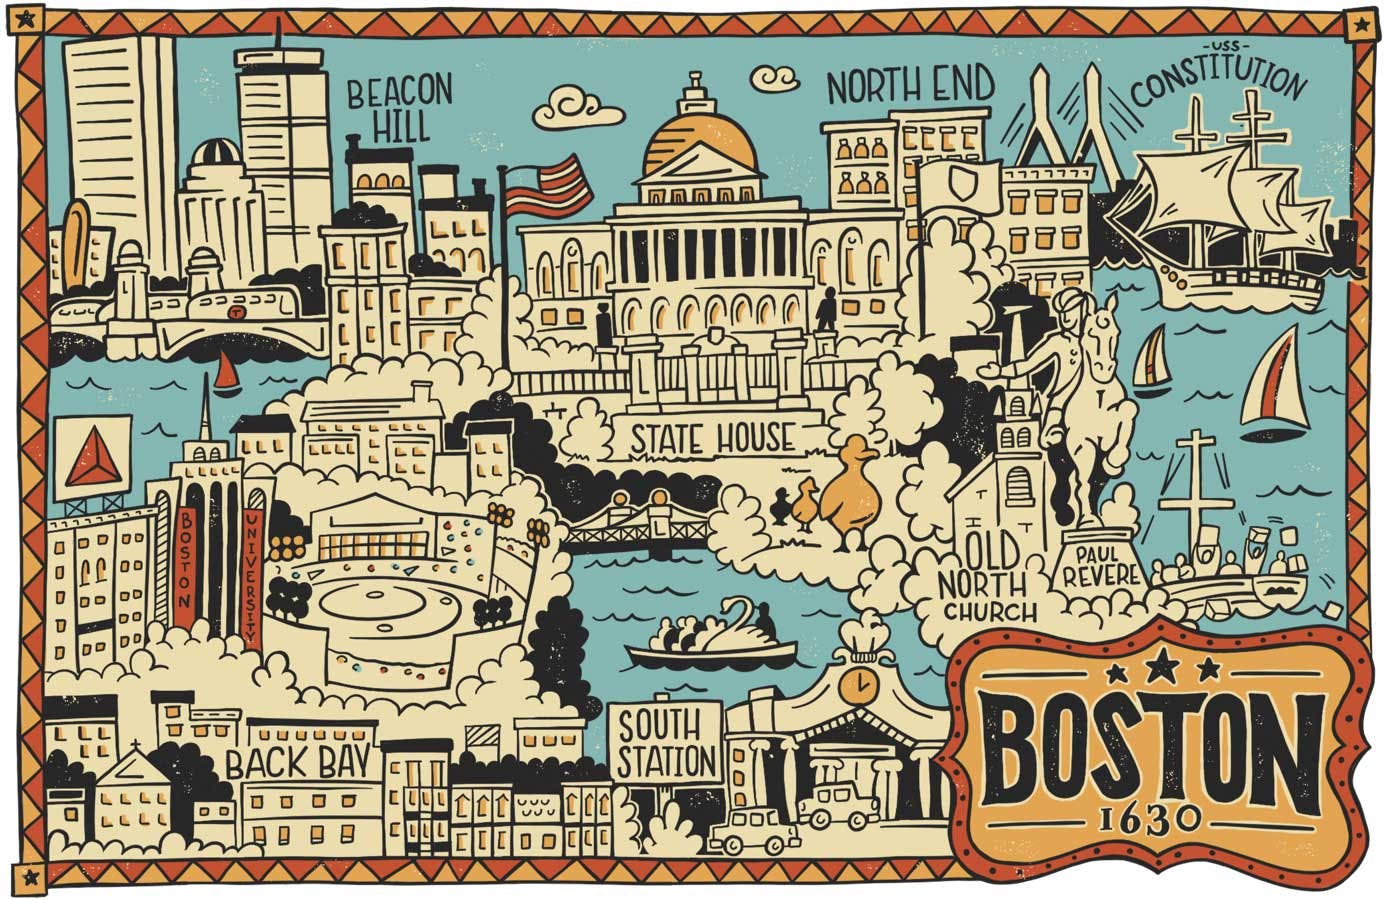 BEACON
HILL
NORTH END
-USS-
CONSTITUTION
T
STATE HOUSE
BOSTON
UNIVERSITY
OLD
NORTH
CHURCH
PAUL
REVERE
SOUTH
STATION
BACK BAY
BOSTON
1630